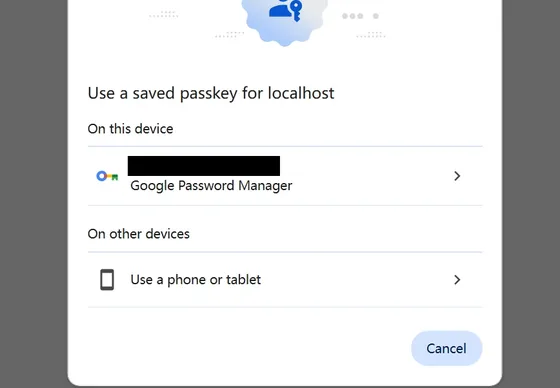 Use a saved passkey for localhost
On this device
Google Password Manager
On other devices
Use a phone or tablet
Cancel